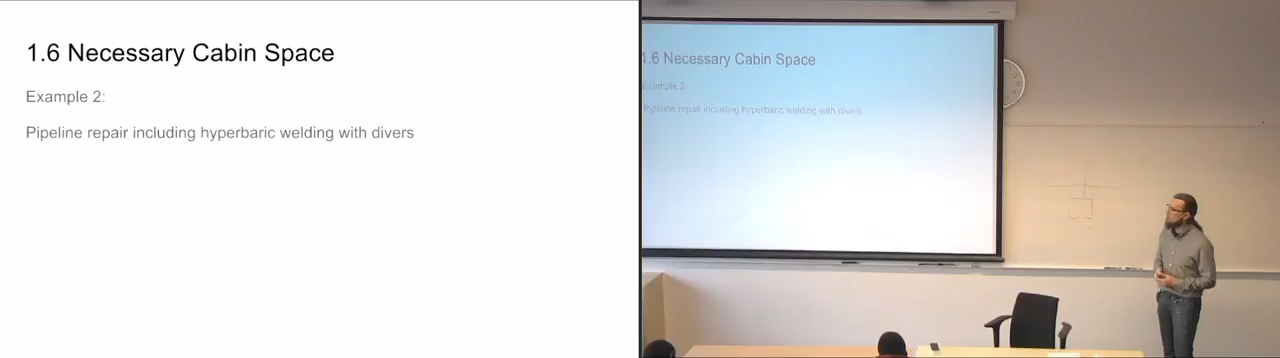 1.6 Necessary Cabin Space
Example 2:
Pipeline repair including hyperbaric welding with divers
1.6 Necessary Cabin Space
Example 2:
Pipeline repair including hyperbaric welding with divers